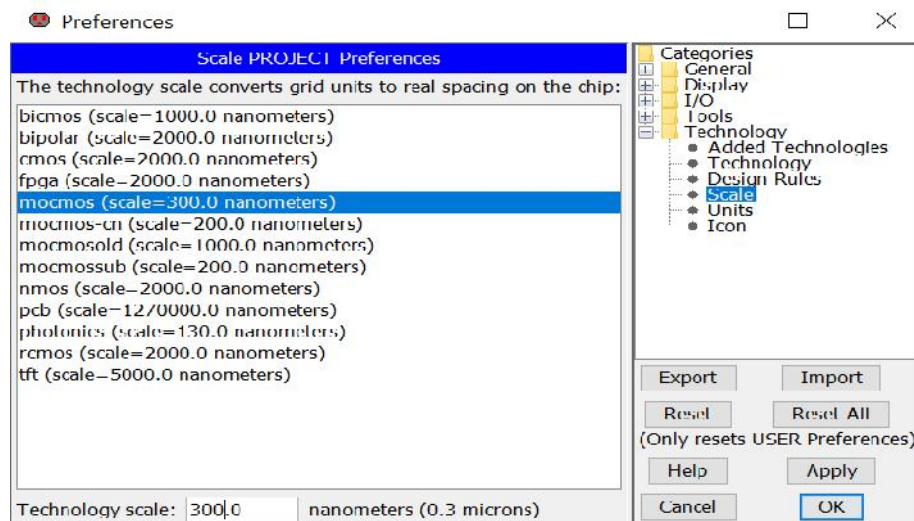 Preferences
Scale PROJECT Preferences
The technology scale converts grid units to real spacing on the chip:
bicmos (scale=1000.0 nanometers)
bipolar (scale=2000.0 nanometers)
cmos (scale=2000.0 nanometers)
fpga (scale=2000.0 nanometers)
mocmos (scale=300.0 nanometers)
mocmos-cn (scale=200.0 nanometers)
mocmosold (scale=1000.0 nanometers)
mocmossub (scale=200.0 nanometers)
nmos (scale=2000.0 nanometers)
pcb (scale=1270000.0 nanometers)
photonics (scale=130.0 nanometers)
rcmos (scale=2000.0 nanometers)
tft (scale=5000.0 nanometers)
Technology scale: 300.0 nanometers (0.3 microns)
Categories
General
Display
I/O
Tools
Technology
Added Technologies
Technology
Design Rules
Scale
Units
Icon
Export Import
Reset Reset All
(Only resets USER Preferences)
Help Apply
Cancel OK